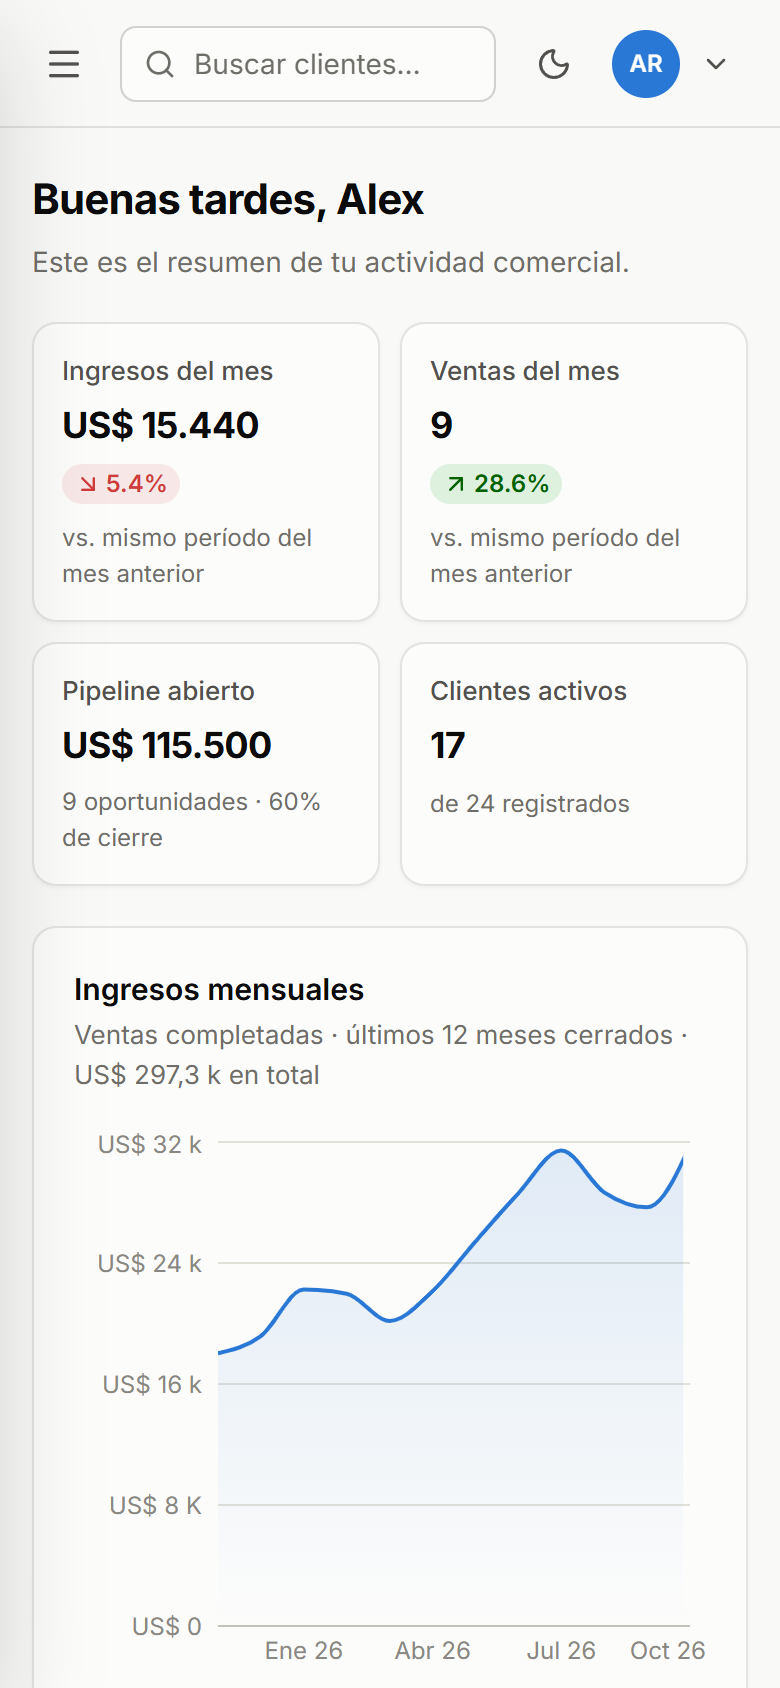 Buscar clientes...
AR
Buenas tardes, Alex
Este es el resumen de tu actividad comercial.
Ingresos del mes
US$ 15.440
5.4%
vs. mismo período del
mes anterior
Ventas del mes
9
28.6%
vs. mismo período del
mes anterior
Pipeline abierto
US$ 115.500
9 oportunidades · 60%
de cierre
Clientes activos
17
de 24 registrados
Ingresos mensuales
Ventas completadas · últimos 12 meses cerrados ·
US$ 297,3 k en total
US$ 32 k
US$ 24 k
US$ 16 k
US$ 8 K
US$ 0
Ene 26 Abr 26 Jul 26 Oct 26